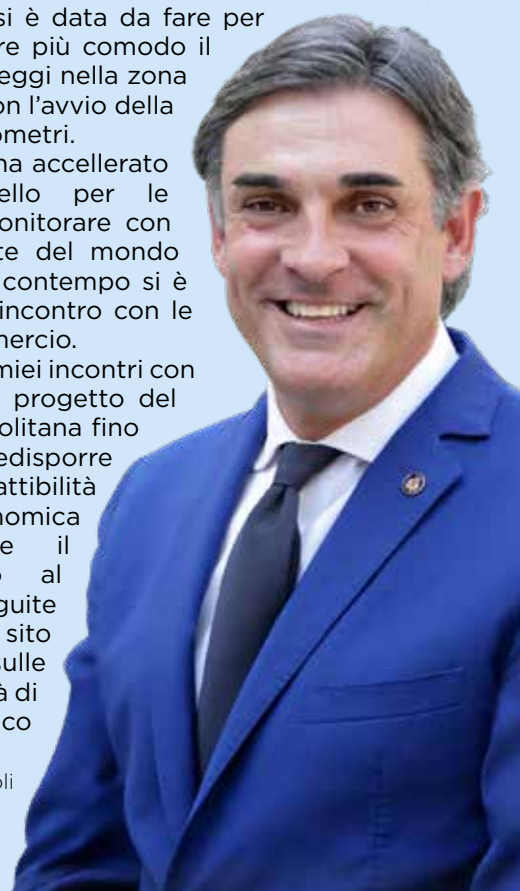 si è data da fare per
re più comodo il
eggi nella zona
on l’avvio della
ometri.
na accellerato
ello per le
onitorare con
te del mondo
contempo si è
incontro con le
mercio.
miei incontri con
progetto del
olitana fino
edisporre
attibilità
nomica
e il
o al
guite
sito
sulle
à di
co
oli